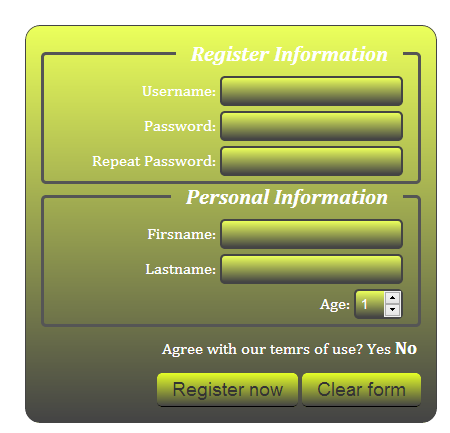 Register Information
Username:
Password:
Repeat Password:
Personal Information
Firsname:
Lastname:
Age: 1
Agree with our temrs of use? Yes No
Register now Clear form